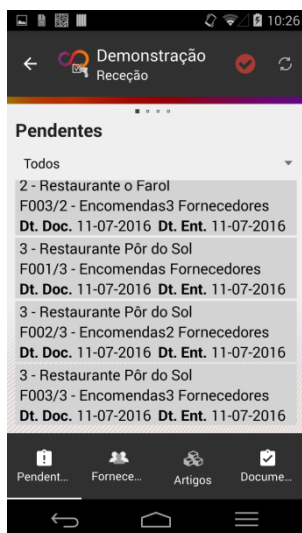 10:26
Demonstração
Receção
Pendentes
Todos
2 - Restaurante o Farol
F003/2 - Encomendas3 Fornecedores
Dt. Doc. 11-07-2016 Dt. Ent. 11-07-2016
3 - Restaurante Pôr do Sol
F001/3 - Encomendas Fornecedores
Dt. Doc. 11-07-2016 Dt. Ent. 11-07-2016
3 - Restaurante Pôr do Sol
F002/3 - Encomendas2 Fornecedores
Dt. Doc. 11-07-2016 Dt. Ent. 11-07-2016
3 - Restaurante Pôr do Sol
F003/3 - Encomendas3 Fornecedores
Dt. Doc. 11-07-2016 Dt. Ent. 11-07-2016
Pendent... Fornece... Artigos Docume...